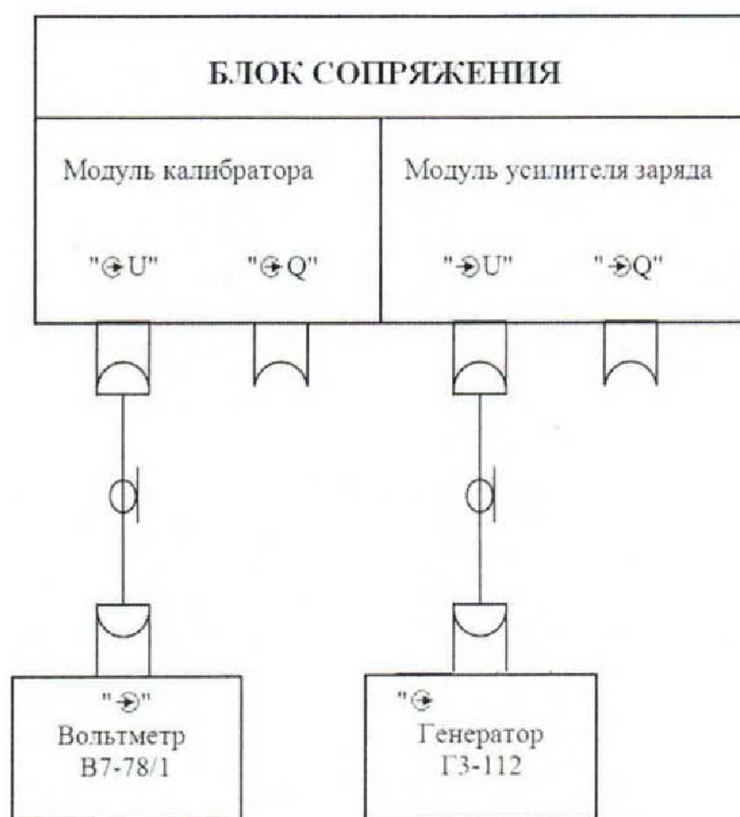 БЛОК СОПРЯЖЕНИЯ
Модуль калибратора
Модуль усилителя заряда
"U"
"Q"
"U"
"Q"
""
Вольтметр
В7-78/1
"
Генератор
Г3-112